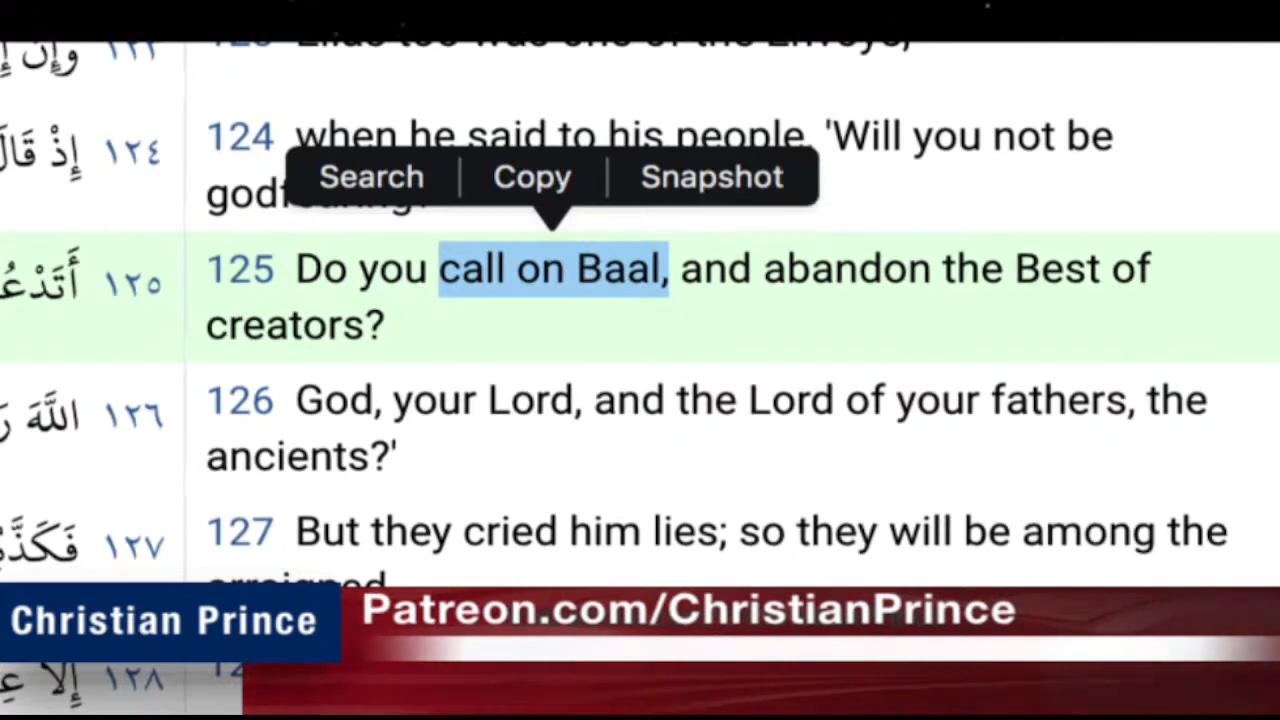 124 when he said to his people, 'Will you not be
إِذْ قَالَ ١٢٤
Search Copy Snapshot
125 Do you call on Baal, and abandon the Best of
١٢٥
creators?
126 God, your Lord, and the Lord of your fathers, the
اللَّهَ ١٢٦
ancients?'
127 But they cried him lies; so they will be among the
١٢٧
Patreon.com/ChristianPrince
Christian Prince
إِلَّا ١٢٨